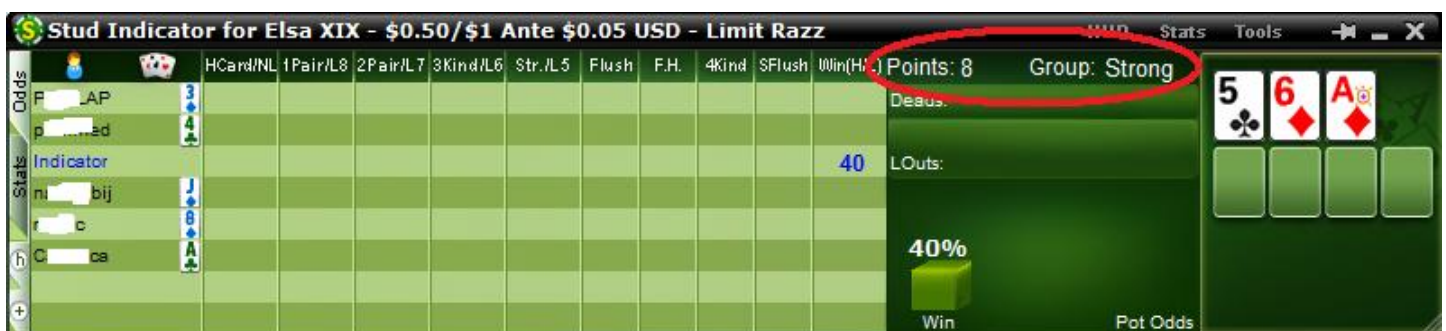 Stud Indicator for Elsa XIX - $0.50/$1 Ante $0.05 USD - Limit Razz Stats Tools
HCard/NL 1Pair/L8 2Pair/L7 3Kind/L6 Str./L5 Flush F.H. 4Kind SFlush Points: 8 Group: Strong
Odds
Stats
h
+
3
4
Indicator 40
J
8
A
Deads:
LOuts:
40%
Win
Pot Odds
5 6 A